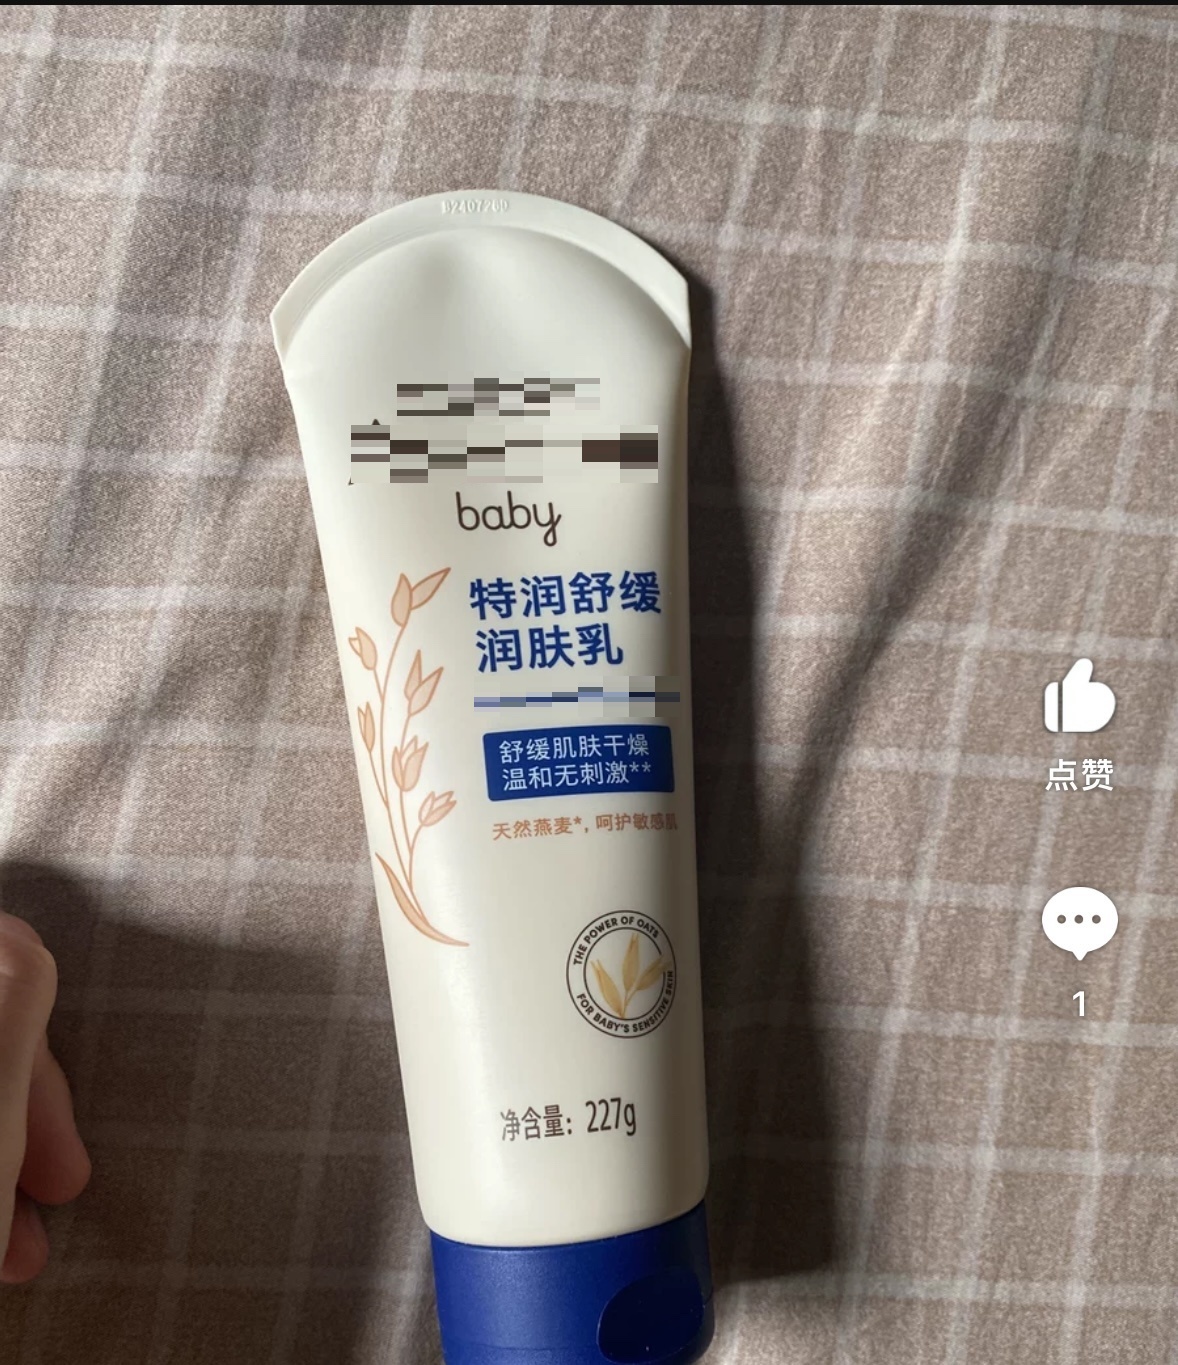 baby
特润舒缓
润肤乳
舒缓肌肤干燥
温和无刺激**
天然燕麦*，呵护敏感肌
THE POWER OF OATS
FOR BABY'S SENSITIVE SKIN
净含量：227g
点赞
1